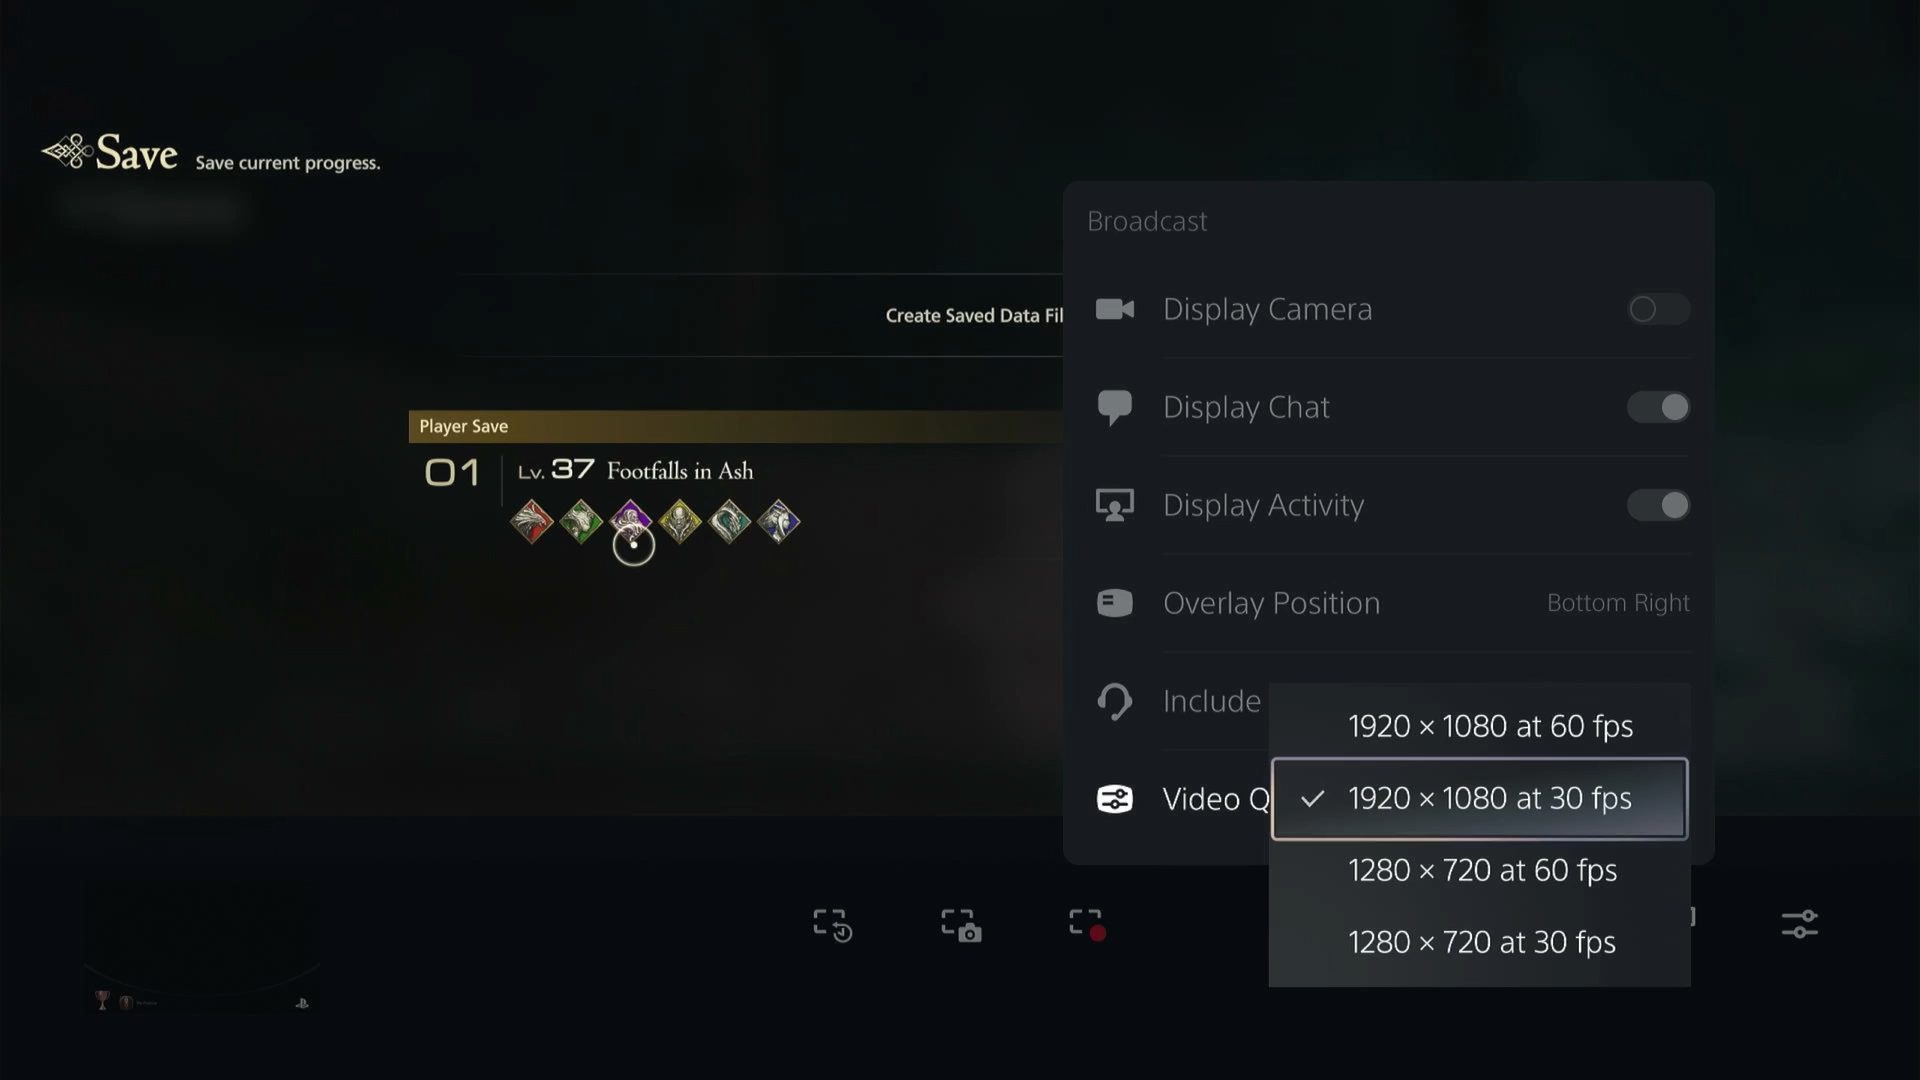 Save Save current progress.
Create Saved Data Fil
Player Save
01 Lv. 37 Footfalls in Ash
Broadcast
Display Camera
Display Chat
Display Activity
Overlay Position Bottom Right
Include
Video Q
1920 × 1080 at 60 fps
1920 × 1080 at 30 fps
1280 × 720 at 60 fps
1280 × 720 at 30 fps